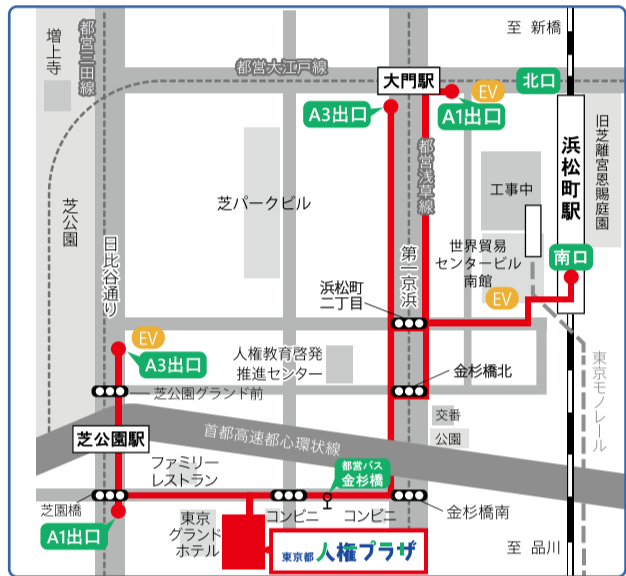 至 新橋
増上寺
都営三田線
都営大江戸線
大門駅
北口
EV
A3出口
A1出口
都営浅草線
浜松町駅
旧芝離宮恩賜庭園
工事中
芝パークビル
芝公園
日比谷通り
第一京浜
世界貿易
センタービル
南館
南口
浜松町
二丁目
EV
EV
A3出口
人権教育啓発
推進センター
金杉橋北
東京モノレール
芝公園グランド前
交番
公園
首都高速都心環状線
芝公園駅
ファミリー
レストラン
都営バス
金杉橋
芝園橋
コンビニ
コンビニ
金杉橋南
東京
グランド
ホテル
A1出口
東京都 人権プラザ
至 品川